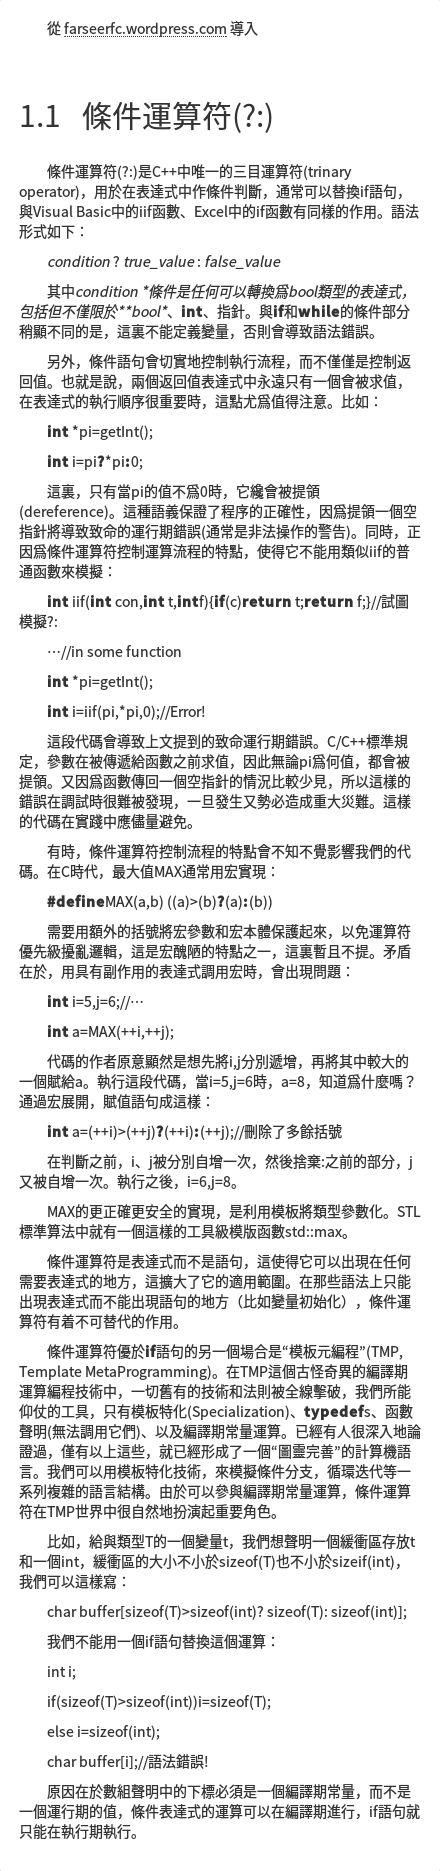 從 farseerfc.wordpress.com 導入
1.1 條件運算符(?:)
條件運算符(?:)是C++中唯一的三目運算符(trinary
operator)，用於在表達式中作條件判斷，通常可以替換if語句，
與Visual Basic中的iif函數、Excel中的if函數有同樣的作用。語法
形式如下：
condition ? true_value : false_value
其中condition *條件是任何可以轉換爲bool類型的表達式，
包括但不僅限於**bool*、int、指針。與if和while的條件部分
稍顯不同的是，這裏不能定義變量，否則會導致語法錯誤。
另外，條件語句會切實地控制執行流程，而不僅僅是控制返
回值。也就是說，兩個返回值表達式中永遠只有一個會被求值，
在表達式的執行順序很重要時，這點尤爲值得注意。比如：
int *pi=getInt();
int i=pi?*pi:0;
這裏，只有當pi的值不爲0時，它纔會被提領
(dereference)。這種語義保證了程序的正確性，因爲提領一個空
指針將導致致命的運行期錯誤(通常是非法操作的警告)。同時，正
因爲條件運算符控制運算流程的特點，使得它不能用類似iif的普
通函數來模擬：
int iif(int con,int t,intf){if(c)return t;return f;}//試圖
模擬?:
…//in some function
int *pi=getInt();
int i=iif(pi,*pi,0);//Error!
這段代碼會導致上文提到的致命運行期錯誤。C/C++標準規
定，參數在被傳遞給函數之前求值，因此無論pi爲何值，都會被
提領。又因爲函數傳回一個空指針的情況比較少見，所以這樣的
錯誤在調試時很難被發現，一旦發生又勢必造成重大災難。這樣
的代碼在實踐中應儘量避免。
有時，條件運算符控制流程的特點會不知不覺影響我們的代
碼。在C時代，最大值MAX通常用宏實現：
#defineMAX(a,b) ((a)>(b)?(a):(b))
需要用額外的括號將宏參數和宏本體保護起來，以免運算符
優先級擾亂邏輯，這是宏醜陋的特點之一，這裏暫且不提。矛盾
在於，用具有副作用的表達式調用宏時，會出現問題：
int i=5,j=6;//…
int a=MAX(++i,++j);
代碼的作者原意顯然是想先將i,j分別遞增，再將其中較大的
一個賦給a。執行這段代碼，當i=5,j=6時，a=8，知道爲什麼嗎？
通過宏展開，賦值語句成這樣：
int a=(++i)>(++j)?(++i):(++j);//刪除了多餘括號
在判斷之前，i、j被分別自增一次，然後捨棄:之前的部分，j
又被自增一次。執行之後，i=6,j=8。
MAX的更正確更安全的實現，是利用模板將類型參數化。STL
標準算法中就有一個這樣的工具級模版函數std::max。
條件運算符是表達式而不是語句，這使得它可以出現在任何
需要表達式的地方，這擴大了它的適用範圍。在那些語法上只能
出現表達式而不能出現語句的地方（比如變量初始化），條件運
算符有着不可替代的作用。
條件運算符優於if語句的另一個場合是“模板元編程”(TMP,
Template MetaProgramming)。在TMP這個古怪奇異的編譯期
運算編程技術中，一切舊有的技術和法則被全線擊破，我們所能
仰仗的工具，只有模板特化(Specialization)、typedefs、函數
聲明(無法調用它們)、以及編譯期常量運算。已經有人很深入地論
證過，僅有以上這些，就已經形成了一個“圖靈完善”的計算機語
言。我們可以用模板特化技術，來模擬條件分支，循環迭代等一
系列複雜的語言結構。由於可以參與編譯期常量運算，條件運算
符在TMP世界中很自然地扮演起重要角色。
比如，給與類型T的一個變量t，我們想聲明一個緩衝區存放t
和一個int，緩衝區的大小不小於sizeof(T)也不小於sizeif(int)，
我們可以這樣寫：
char buffer[sizeof(T)>sizeof(int)? sizeof(T): sizeof(int)];
我們不能用一個if語句替換這個運算：
int i;
if(sizeof(T)>sizeof(int))i=sizeof(T);
else i=sizeof(int);
char buffer[i];//語法錯誤!
原因在於數組聲明中的下標必須是一個編譯期常量，而不是
一個運行期的值，條件表達式的運算可以在編譯期進行，if語句就
只能在執行期執行。